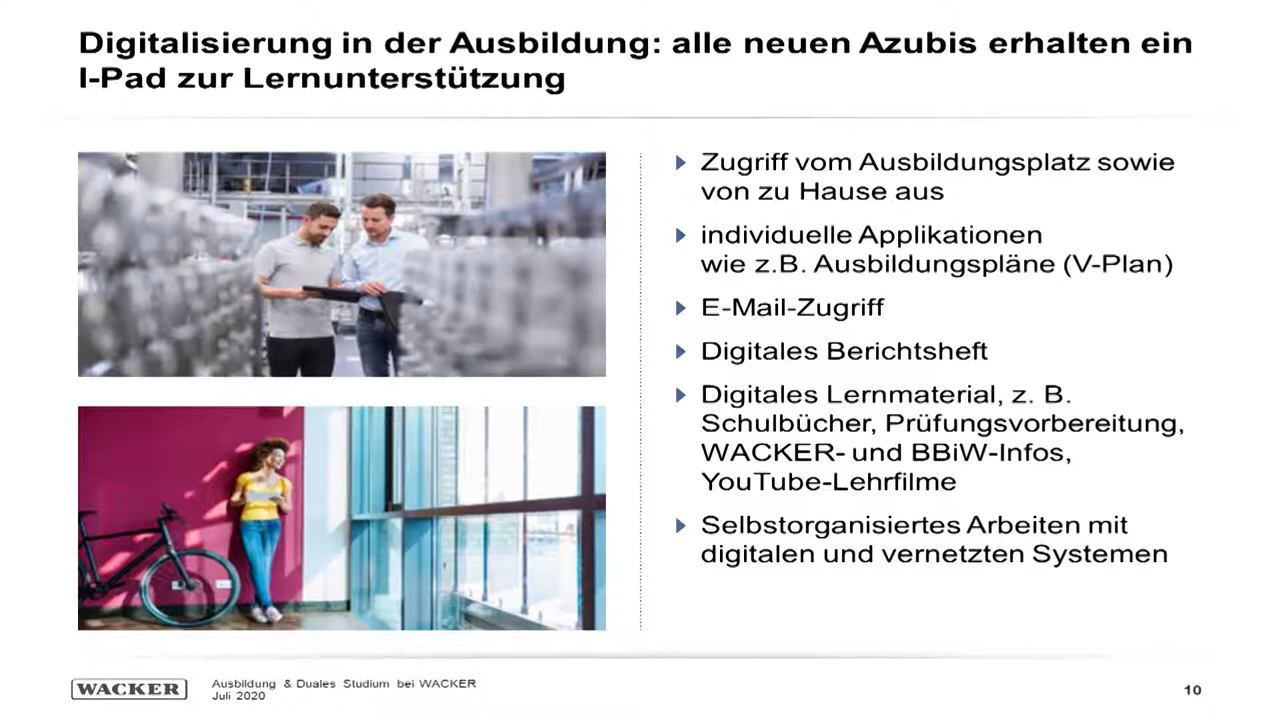 Digitalisierung in der Ausbildung: alle neuen Azubis erhalten ein
I-Pad zur Lernunterstützung
Zugriff vom Ausbildungsplatz sowie
von zu Hause aus
individuelle Applikationen
wie z.B. Ausbildungspläne (V-Plan)
E-Mail-Zugriff
Digitales Berichtsheft
Digitales Lernmaterial, z. B.
Schulbücher, Prüfungsvorbereitung,
WACKER- und BBiW-Infos,
YouTube-Lehrfilme
Selbstorganisiertes Arbeiten mit
digitalen und vernetzten Systemen
WACKER
Ausbildung & Duales Studium bei WACKER
Juli 2020
10